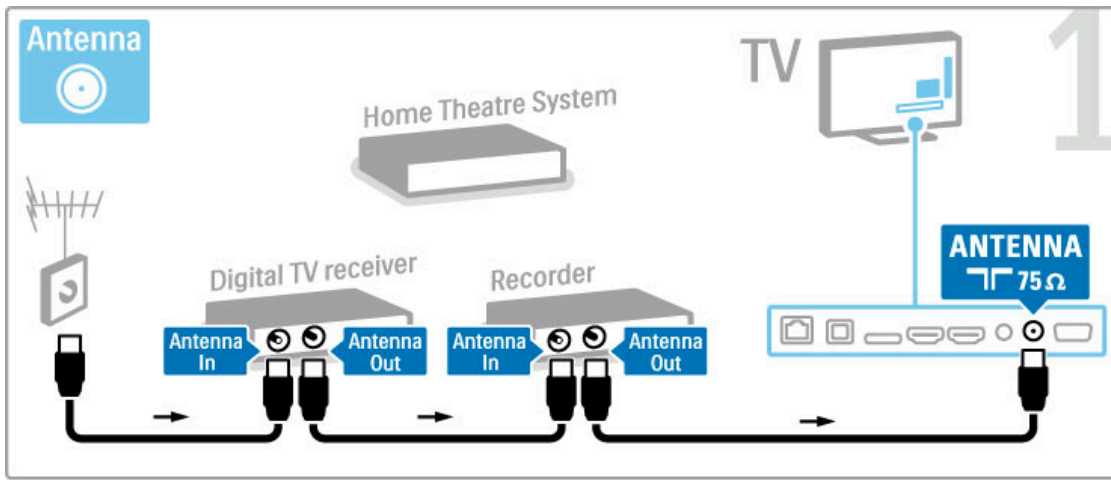 Antenna
TV
1
Home Theatre System
ANTENNA
75 Ω
Digital TV receiver
Recorder
Antenna
In
Antenna
Out
Antenna
In
Antenna
Out